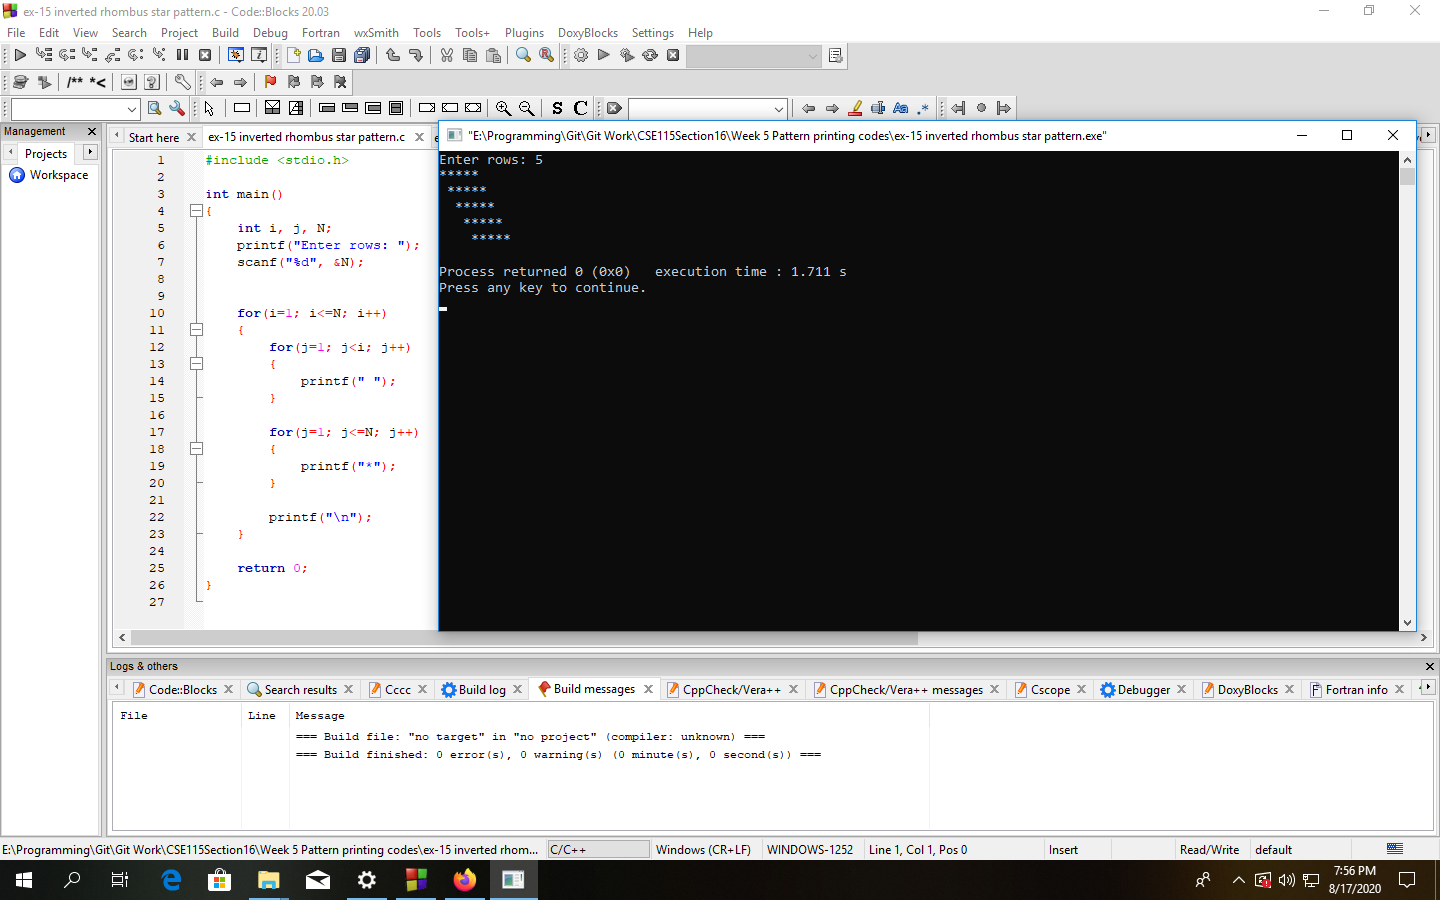 ex-15 inverted rhombus star pattern.c - Code::Blocks 20.03
File Edit View Search Project Build Debug Fortran wxSmith Tools Tools+ Plugins DoxyBlocks Settings Help
/** *<
S C
Aa .*
Management
Projects
Workspace
Start here
ex-15 inverted rhombus star pattern.c
1 #include <stdio.h>
2
3 int main()
4 {
5     int i, j, N;
6     printf("Enter rows: ");
7     scanf("%d", &N);
8
9
10     for(i=1; i<=N; i++)
11     {
12         for(j=1; j<i; j++)
13         {
14             printf(" ");
15         }
16
17         for(j=1; j<=N; j++)
18         {
19             printf("*");
20         }
21
22         printf("\n");
23     }
24
25     return 0;
26 }
27
"E:\Programming\Git\Git Work\CSE115Section16\Week 5 Pattern printing codes\ex-15 inverted rhombus star pattern.exe"
Enter rows: 5
*****
 *****
  *****
   *****
    *****
Process returned 0 (0x0)   execution time : 1.711 s
Press any key to continue.
Logs & others
Code::Blocks Search results Cccc Build log Build messages CppCheck/Vera++ CppCheck/Vera++ messages Cscope Debugger DoxyBlocks Fortran info
File Line Message
=== Build file: "no target" in "no project" (compiler: unknown) ===
=== Build finished: 0 error(s), 0 warning(s) (0 minute(s), 0 second(s)) ===
E:\Programming\Git\Git Work\CSE115Section16\Week 5 Pattern printing codes\ex-15 inverted rhom... C/C++ Windows (CR+LF) WINDOWS-1252 Line 1, Col 1, Pos 0 Insert Read/Write default
7:56 PM
8/17/2020